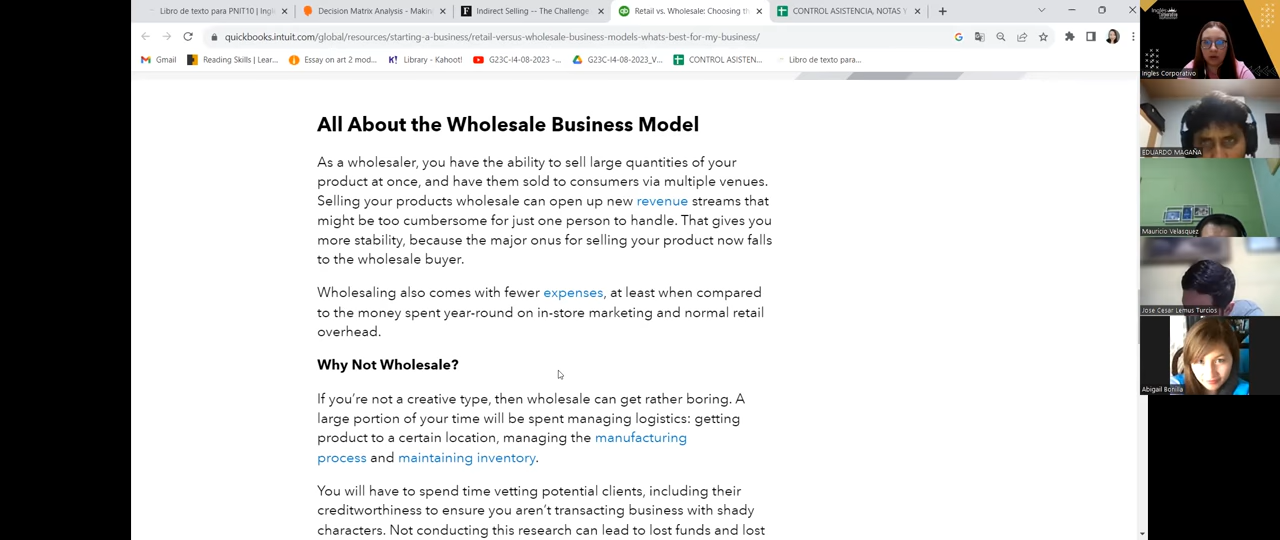 Libro de texto para PNIT10 | Ingl
Decision Matrix Analysis - Makin
Indirect Selling -- The Challenge
Retail vs. Wholesale: Choosing th
CONTROL ASISTENCIA, NOTAS Y
quickbooks.intuit.com/global/resources/starting-a-business/retail-versus-wholesale-business-models-whats-best-for-my-business/
Gmail
Reading Skills | Lear...
Essay on art 2 mod...
Library - Kahoot!
G23C-I4-08-2023 -...
G23C-I4-08-2023_V...
CONTROL ASISTEN...
Libro de texto para...
All About the Wholesale Business Model
As a wholesaler, you have the ability to sell large quantities of your
product at once, and have them sold to consumers via multiple venues.
Selling your products wholesale can open up new revenue streams that
might be too cumbersome for just one person to handle. That gives you
more stability, because the major onus for selling your product now falls
to the wholesale buyer.
Wholesaling also comes with fewer expenses, at least when compared
to the money spent year-round on in-store marketing and normal retail
overhead.
Why Not Wholesale?
If you're not a creative type, then wholesale can get rather boring. A
large portion of your time will be spent managing logistics: getting
product to a certain location, managing the manufacturing
process and maintaining inventory.
You will have to spend time vetting potential clients, including their
creditworthiness to ensure you aren't transacting business with shady
characters. Not conducting this research can lead to lost funds and lost
Ingles Corporativo
EDUARDO MAGAÑA
Mauricio Velasquez
Jose Cesar Lemus Turcios
Abigail Bonilla